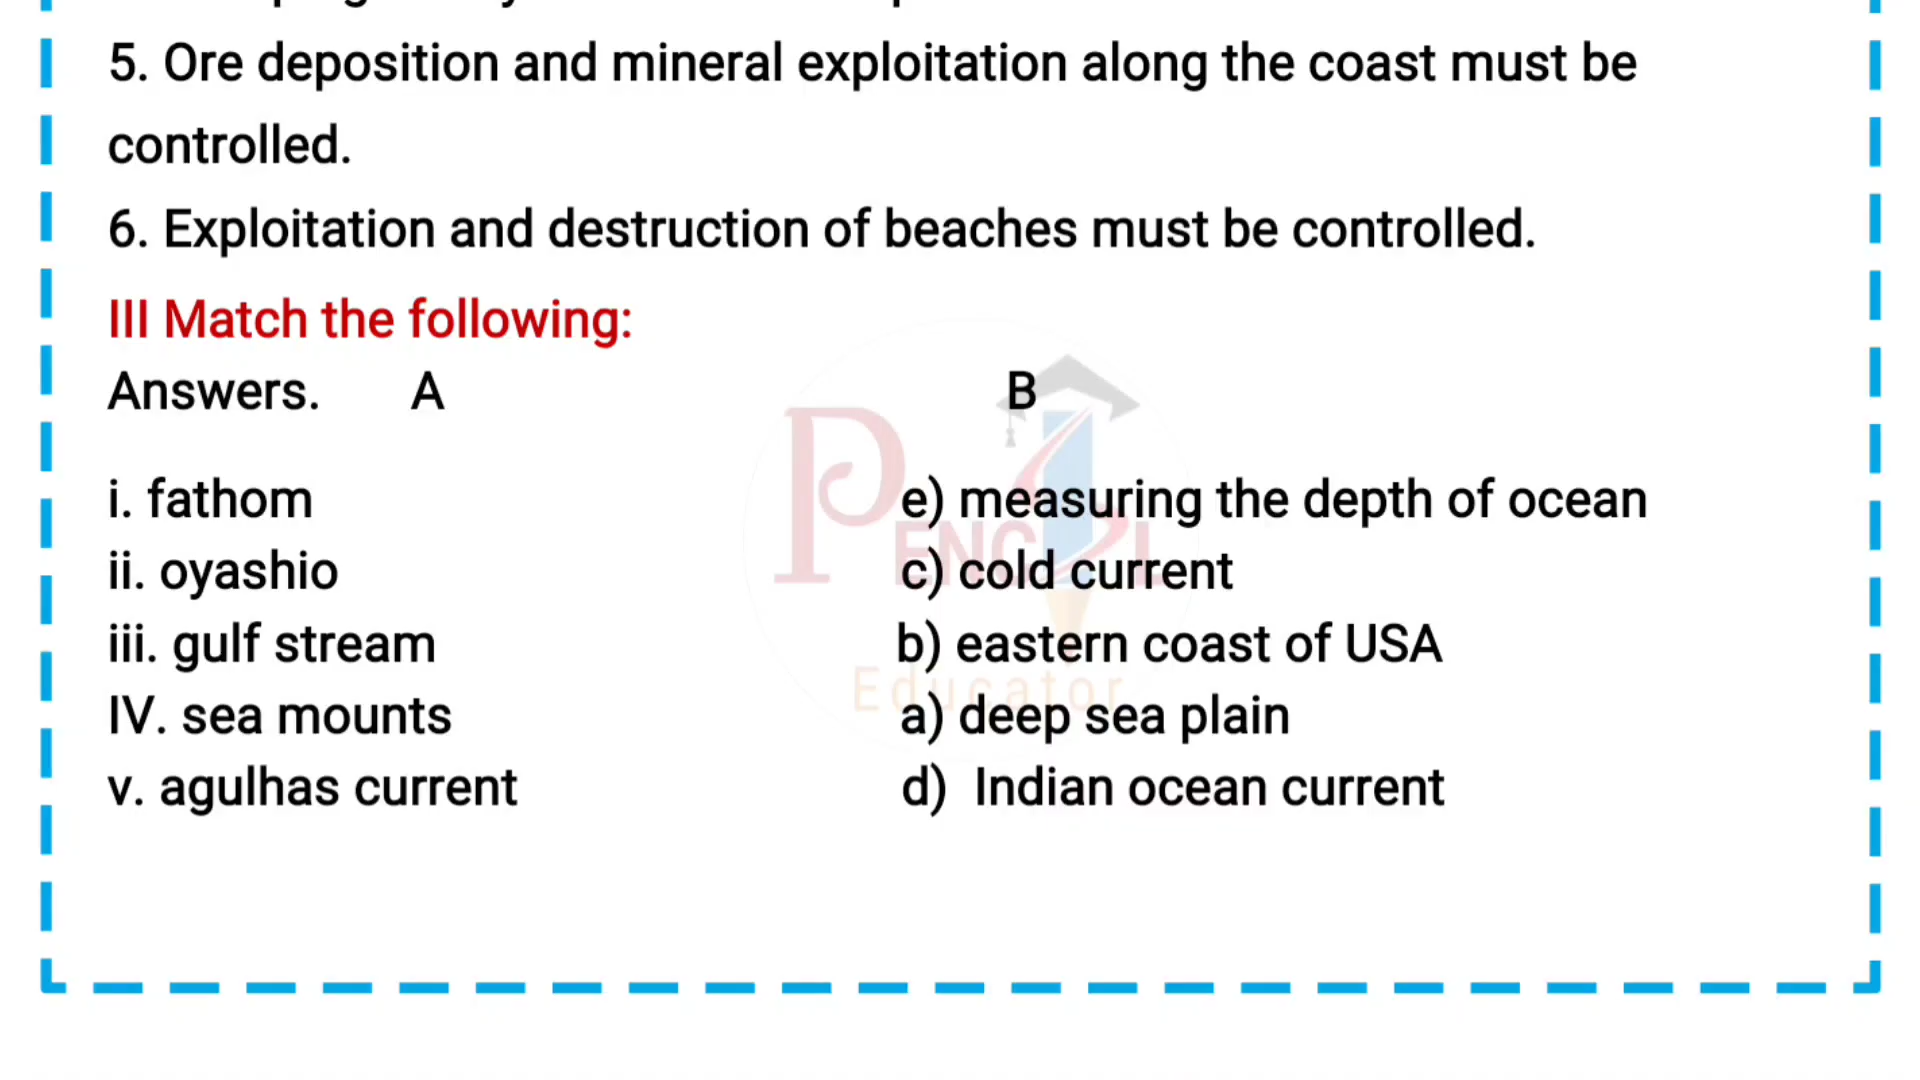 5. Ore deposition and mineral exploitation along the coast must be
controlled.
6. Exploitation and destruction of beaches must be controlled.
III Match the following:
Answers. A B
i. fathom e) measuring the depth of ocean
ii. oyashio c) cold current
iii. gulf stream b) eastern coast of USA
IV. sea mounts a) deep sea plain
v. agulhas current d) Indian ocean current
PENCIL
Educator